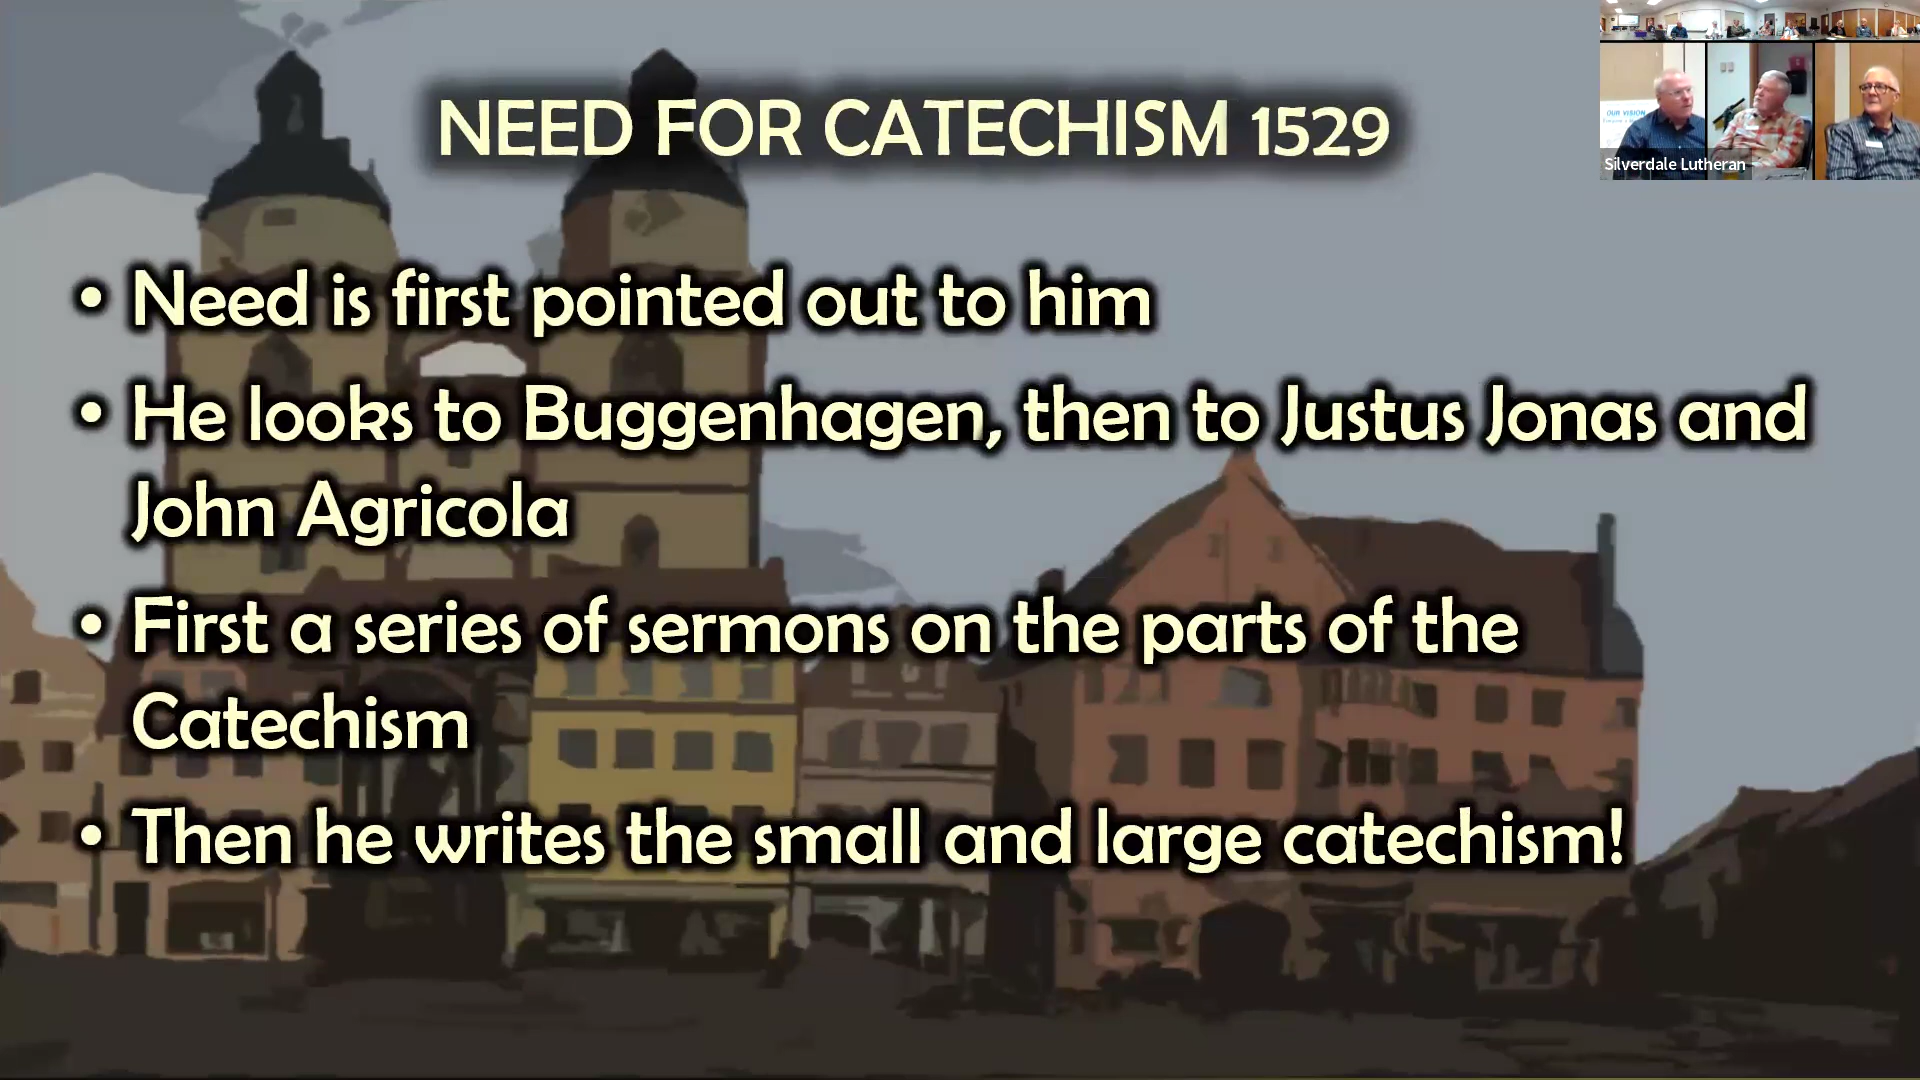 NEED FOR CATECHISM 1529
• Need is first pointed out to him
• He looks to Buggenhagen, then to Justus Jonas and
John Agricola
• First a series of sermons on the parts of the
Catechism
• Then he writes the small and large catechism!
OUR VISION
Silverdale Lutheran